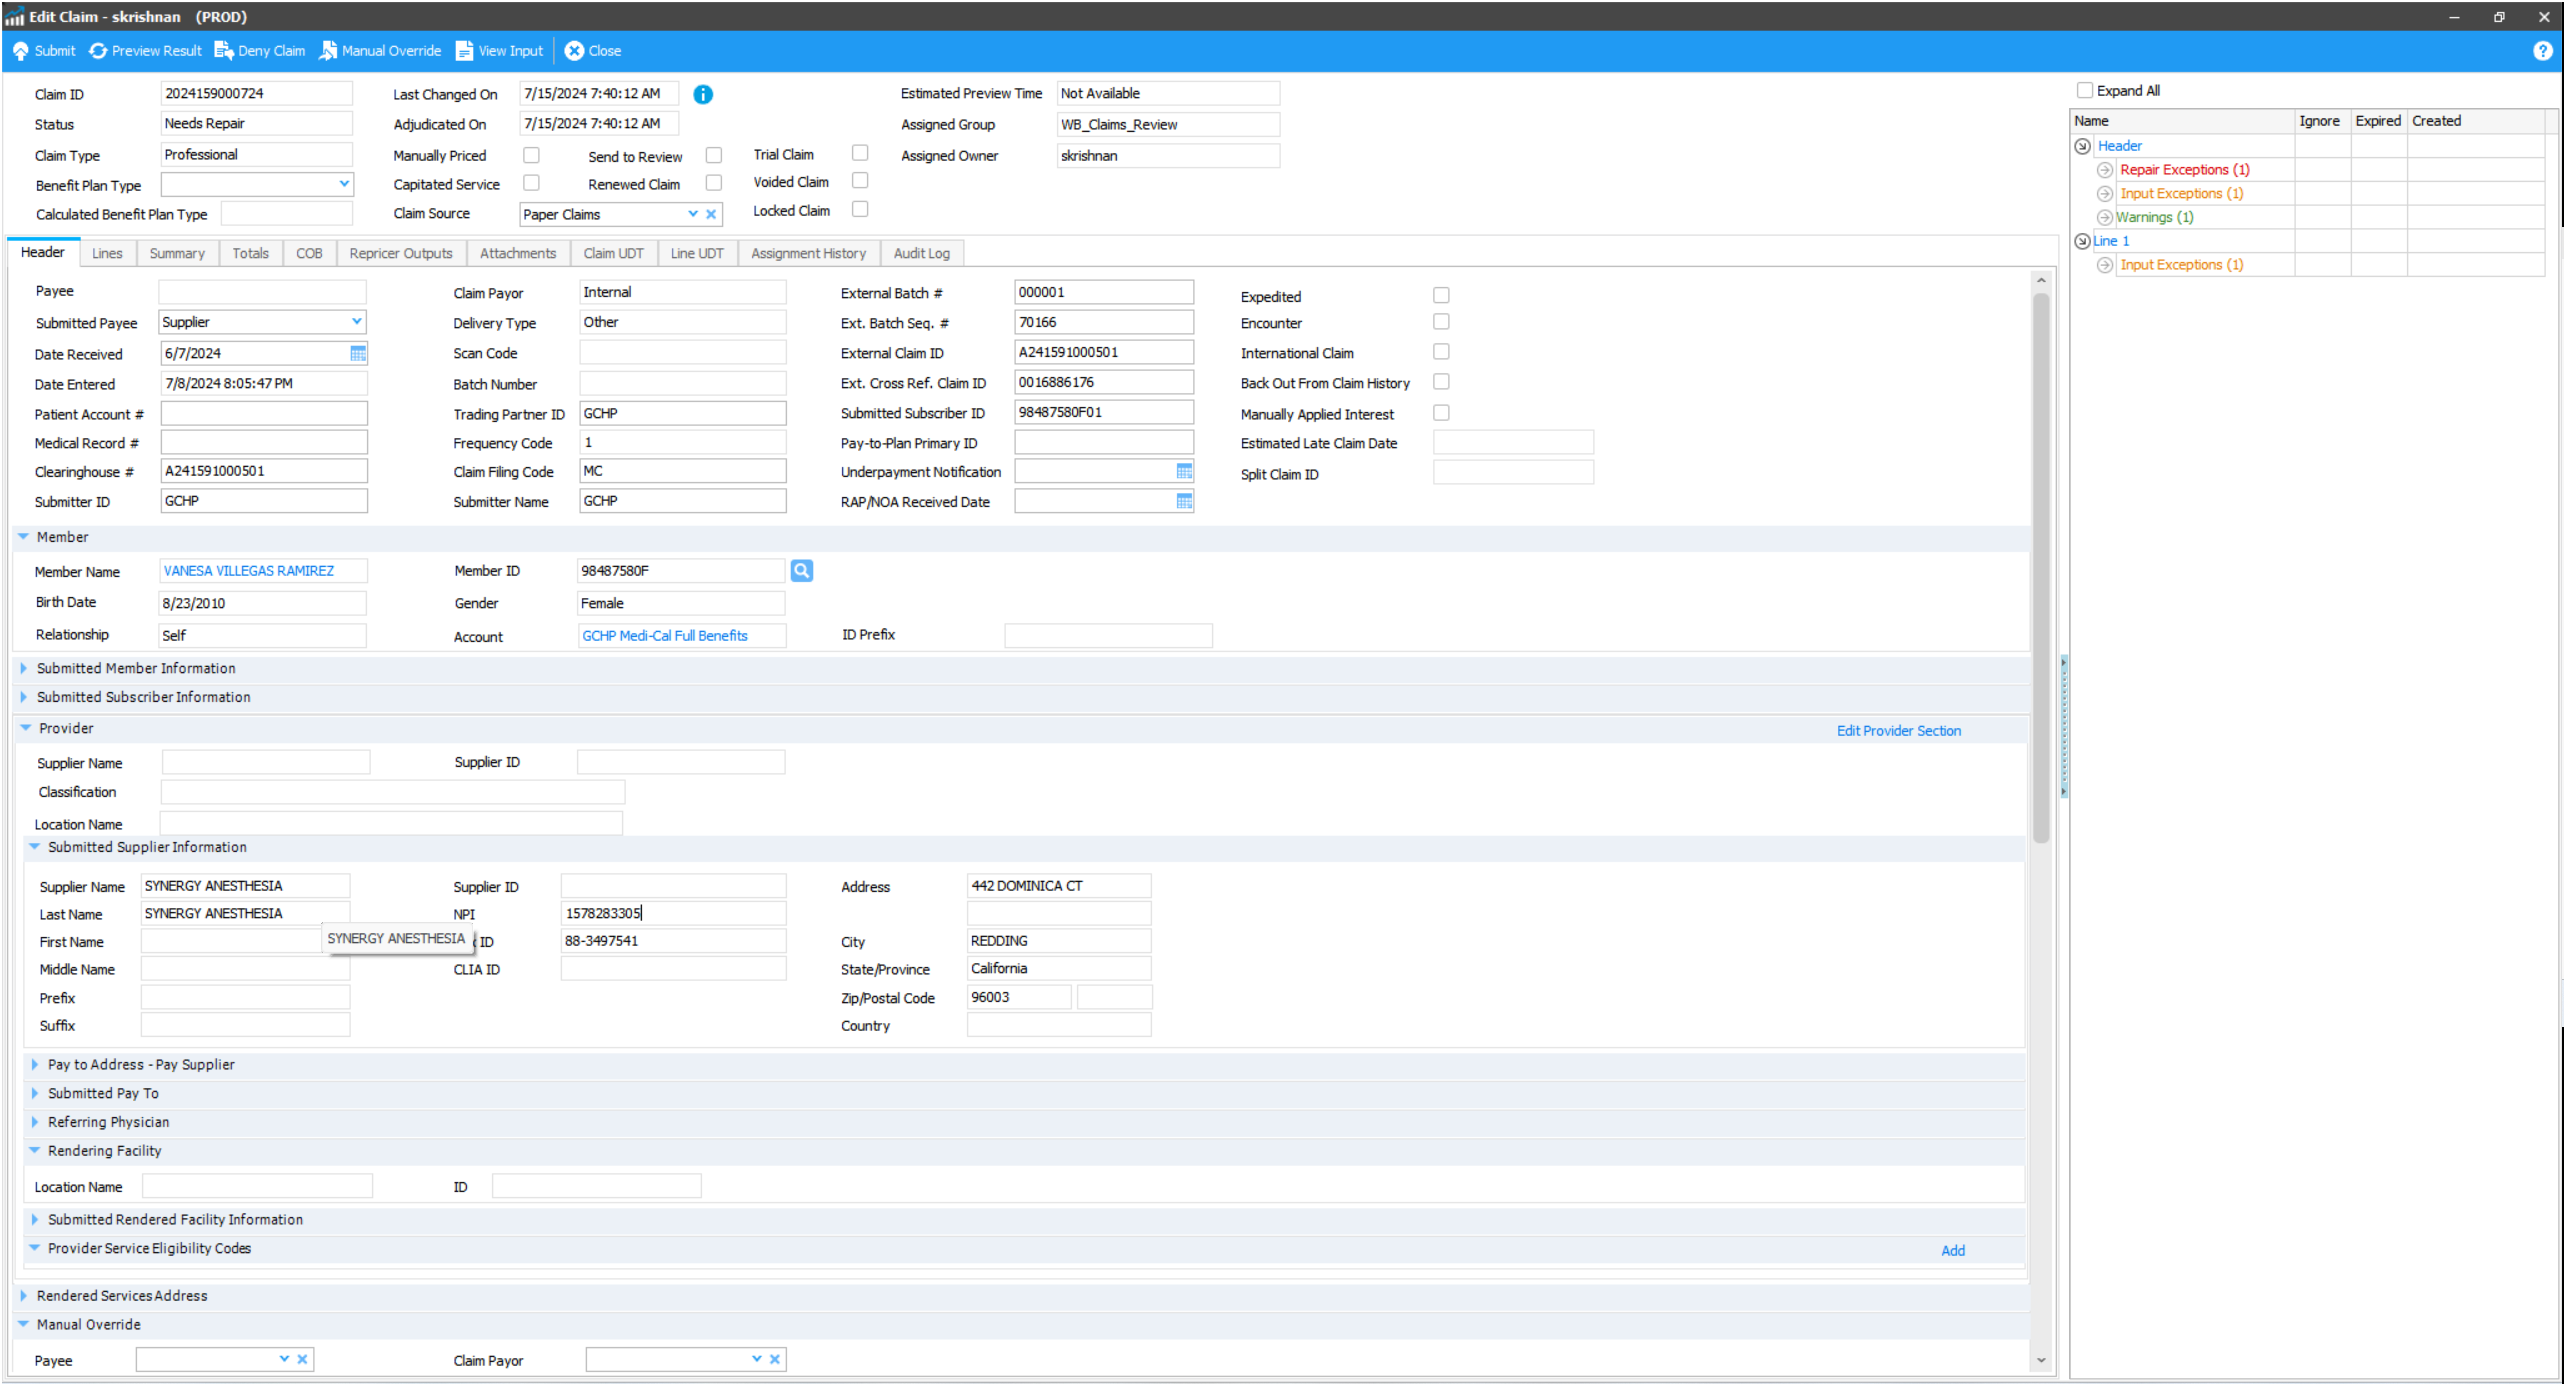 Edit Claim - skrishnan (PROD)
Submit Preview Result Deny Claim Manual Override View Input Close
Claim ID 2024159000724 Last Changed On 7/15/2024 7:40:12 AM Estimated Preview Time Not Available
Status Needs Repair Adjudicated On 7/15/2024 7:40:12 AM Assigned Group WB_Claims_Review
Claim Type Professional Manually Priced Send to Review Trial Claim Assigned Owner skrishnan
Benefit Plan Type Capitated Service Renewed Claim Voided Claim
Calculated Benefit Plan Type Claim Source Paper Claims Locked Claim
Header Lines Summary Totals COB Repricer Outputs Attachments Claim UDT Line UDT Assignment History Audit Log
Payee Claim Payor Internal External Batch # 000001 Expedited
Submitted Payee Supplier Delivery Type Other Ext. Batch Seq. # 70166 Encounter
Date Received 6/7/2024 Scan Code External Claim ID A241591000501 International Claim
Date Entered 7/8/2024 8:05:47 PM Batch Number Ext. Cross Ref. Claim ID 0016886176 Back Out From Claim History
Patient Account # Trading Partner ID GCHP Submitted Subscriber ID 98487580F01 Manually Applied Interest
Medical Record # Frequency Code 1 Pay-to-Plan Primary ID Estimated Late Claim Date
Clearinghouse # A241591000501 Claim Filing Code MC Underpayment Notification Split Claim ID
Submitter ID GCHP Submitter Name GCHP RAP/NOA Received Date
Member
Member Name VANESA VILLEGAS RAMIREZ Member ID 98487580F
Birth Date 8/23/2010 Gender Female
Relationship Self Account GCHP Medi-Cal Full Benefits ID Prefix
Submitted Member Information
Submitted Subscriber Information
Provider Edit Provider Section
Supplier Name Supplier ID
Classification
Location Name
Submitted Supplier Information
Supplier Name SYNERGY ANESTHESIA Supplier ID Address 442 DOMINICA CT
Last Name SYNERGY ANESTHESIA NPI 1578283305
First Name SYNERGY ANESTHESIA ID 88-3497541 City REDDING
Middle Name CLIA ID State/Province California
Prefix Zip/Postal Code 96003
Suffix Country
Pay to Address - Pay Supplier
Submitted Pay To
Referring Physician
Rendering Facility
Location Name ID
Submitted Rendered Facility Information
Provider Service Eligibility Codes Add
Rendered Services Address
Manual Override
Payee Claim Payor
Expand All
Name Ignore Expired Created
Header
Repair Exceptions (1)
Input Exceptions (1)
Warnings (1)
Line 1
Input Exceptions (1)